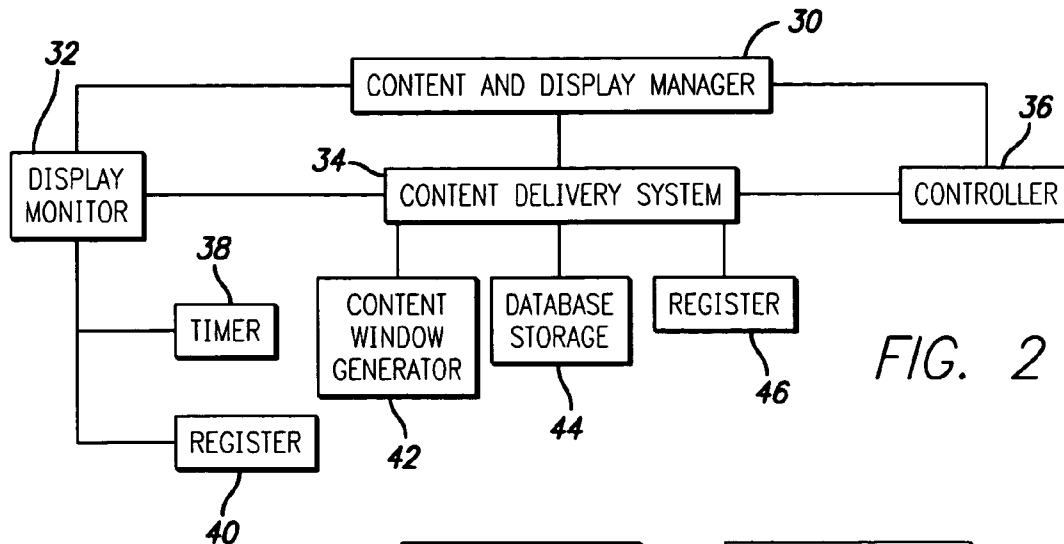 30
32
CONTENT AND DISPLAY MANAGER
36
34
DISPLAY
MONITOR
CONTENT DELIVERY SYSTEM
CONTROLLER
38
TIMER
CONTENT
WINDOW
GENERATOR
DATABASE
STORAGE
REGISTER
46
FIG. 2
44
42
REGISTER
40